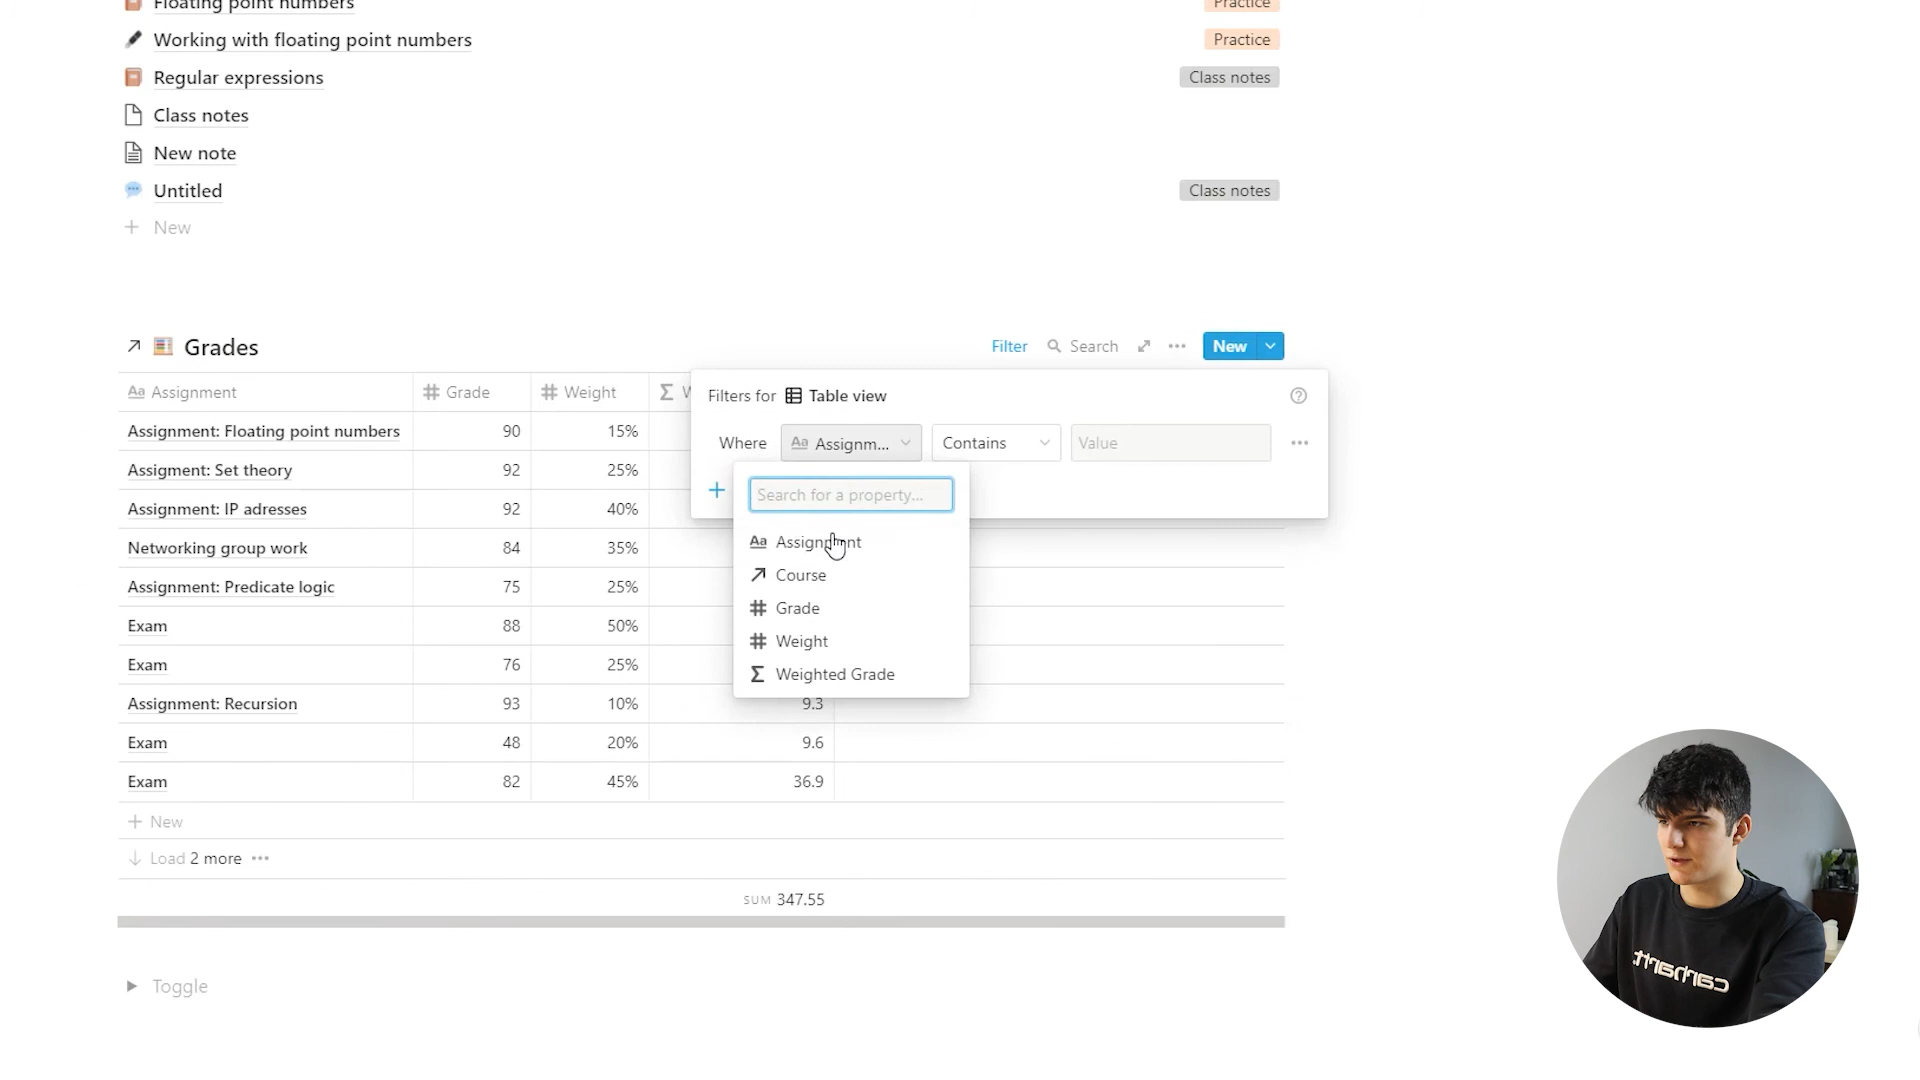 Floating point numbers
Practice
Working with floating point numbers
Practice
Regular expressions
Class notes
Class notes
New note
Untitled
Class notes
+ New
Grades
Filter
Search
New
Aa Assignment
# Grade
# Weight
Σ W
Assignment: Floating point numbers 90 15%
Assigment: Set theory 92 25%
Assignment: IP adresses 92 40%
Networking group work 84 35%
Assignment: Predicate logic 75 25%
Exam 88 50%
Exam 76 25%
Assignment: Recursion 93 10% 9.3
Exam 48 20% 9.6
Exam 82 45% 36.9
+ New
Load 2 more •••
SUM 347.55
Toggle
Filters for Table view
Where Aa Assignm... Contains Value
+
Search for a property...
Aa Assignment
Course
# Grade
# Weight
Σ Weighted Grade
carhartt